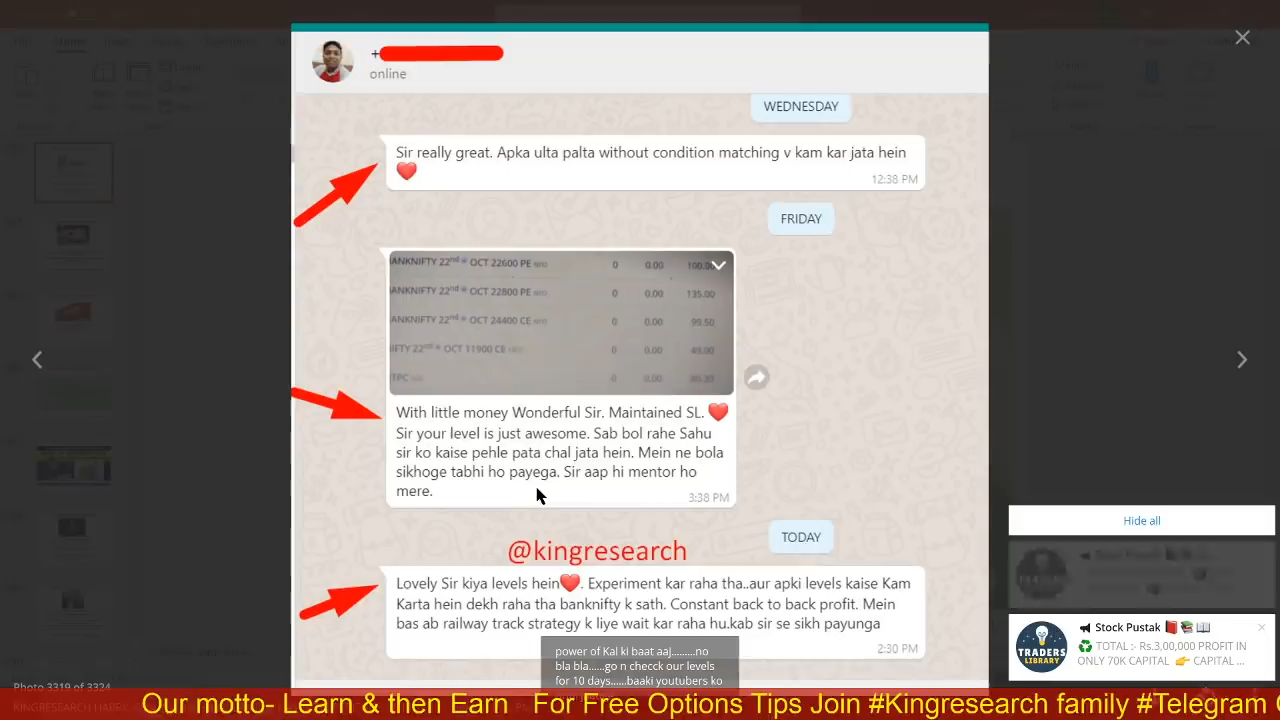 +
online
WEDNESDAY
Sir really great. Apka ulta palta without condition matching v kam kar jata hein
❤️
12:38 PM
FRIDAY
ANKNIFTY 22nd OCT 22600 PE 0 0.00 100.00
ANKNIFTY 22nd OCT 22800 PE 0 0.00 135.00
ANKNIFTY 22nd OCT 24400 CE 0 0.00 99.50
IFTY 22nd OCT 11900 CE 0 0.00 49.00
TPC 0 0.00
With little money Wonderful Sir. Maintained SL. ❤️
Sir your level is just awesome. Sab bol rahe Sahu
sir ko kaise pehle pata chal jata hein. Mein ne bola
sikhoge tabhi ho payega. Sir aap hi mentor ho
mere.
3:38 PM
TODAY
@kingresearch
Lovely Sir kiya levels hein❤️. Experiment kar raha tha..aur apki levels kaise Kam
Karta hein dekh raha tha banknifty k sath. Constant back to back profit. Mein
bas ab railway track strategy k liye wait kar raha hu.kab sir se sikh payunga
2:30 PM
power of Kal ki baat aaj.........no
bla bla......go n checck our levels
for 10 days......baaki youtubers ko
Hide all
Stock Pustak
Stock Pustak 📕📚📖
TRADERS
LIBRARY
♻️ TOTAL :- Rs.3,00,000 PROFIT IN
ONLY 70K CAPITAL 👉 CAPITAL ...
Photo 3319 of 3324
Our motto- Learn & then Earn For Free Options Tips Join #Kingresearch family #Telegram